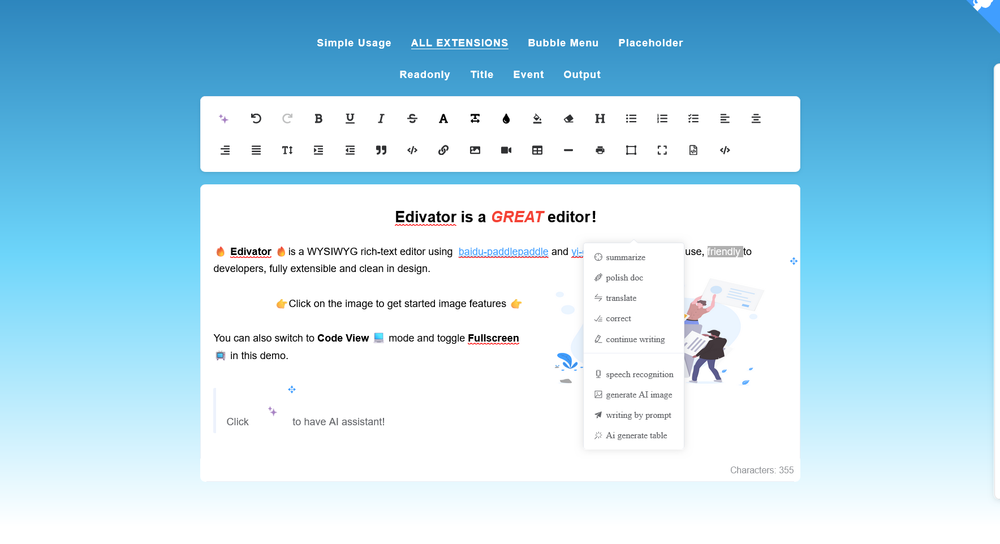 Simple Usage ALL EXTENSIONS Bubble Menu Placeholder
Readonly Title Event Output
Edivator is a GREAT editor!
🔥 Edivator 🔥is a WYSIWYG rich-text editor using baidu-paddlepaddle and yi- use, friendly to
developers, fully extensible and clean in design.
👉Click on the image to get started image features 👉
You can also switch to Code View 💻 mode and toggle Fullscreen
📺 in this demo.
Click to have AI assistant!
summarize
polish doc
translate
correct
continue writing
speech recognition
generate AI image
writing by prompt
Ai generate table
Characters: 355